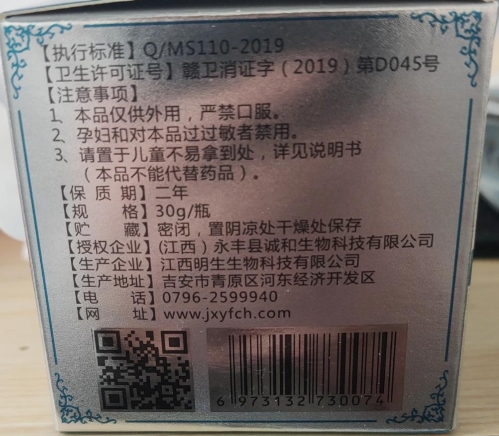 【执行标准】Q/MS110-2019
【卫生许可证号】赣卫消证字（2019）第D045号
【注意事项】
1、本品仅供外用，严禁口服。
2、孕妇和对本品过过敏者禁用。
3、请置于儿童不易拿到处，详见说明书
（本品不能代替药品）。
【保 质 期】二年
【规 格】30g/瓶
【贮 藏】密闭，置阴凉处干燥处保存
【授权企业】(江西）永丰县诚和生物科技有限公司
【生产企业】江西明生生物科技有限公司
【生产地址】吉安市青原区河东经济开发区
【电 话】0796-2599940
【网 址】www.jxyfch.com
6 973132 730074